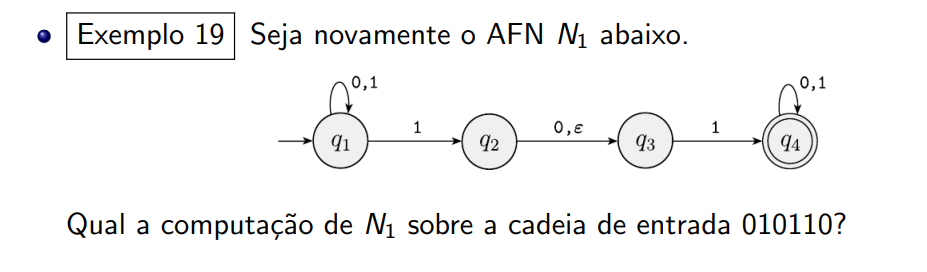 Exemplo 19 Seja novamente o AFN N₁ abaixo.
0,1 0,1
1 0,ε 1
q₁ q₂ q₃ q₄
Qual a computação de N₁ sobre a cadeia de entrada 010110?